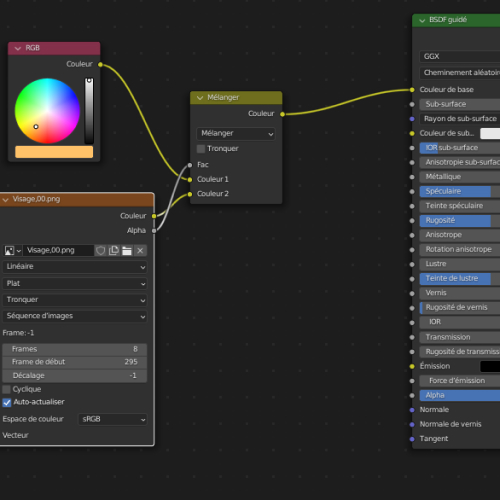 RGB
Couleur
Visage,00.png
Couleur
Alpha
Visage,00.png
Linéaire
Plat
Tronquer
Séquence d'images
Frame: -1
Frames 8
Frame de début 295
Décalage -1
Cyclique
Auto-actualiser
Espace de couleur sRGB
Vecteur
Mélanger
Couleur
Mélanger
Tronquer
Fac
Couleur 1
Couleur 2
BSDF guidé
GGX
Cheminement aléatoir
Couleur de base
Sub-surface
Rayon de sub-surface
Couleur de sub...
IOR sub-surface
Anisotropie sub-surfac
Métallique
Spéculaire
Teinte spéculaire
Rugosité
Anisotropie
Rotation anisotrope
Lustre
Teinte de lustre
Vernis
Rugosité de vernis
IOR
Transmission
Rugosité de transmiss
Émission
Force d'émission
Alpha
Normale
Normale de vernis
Tangent